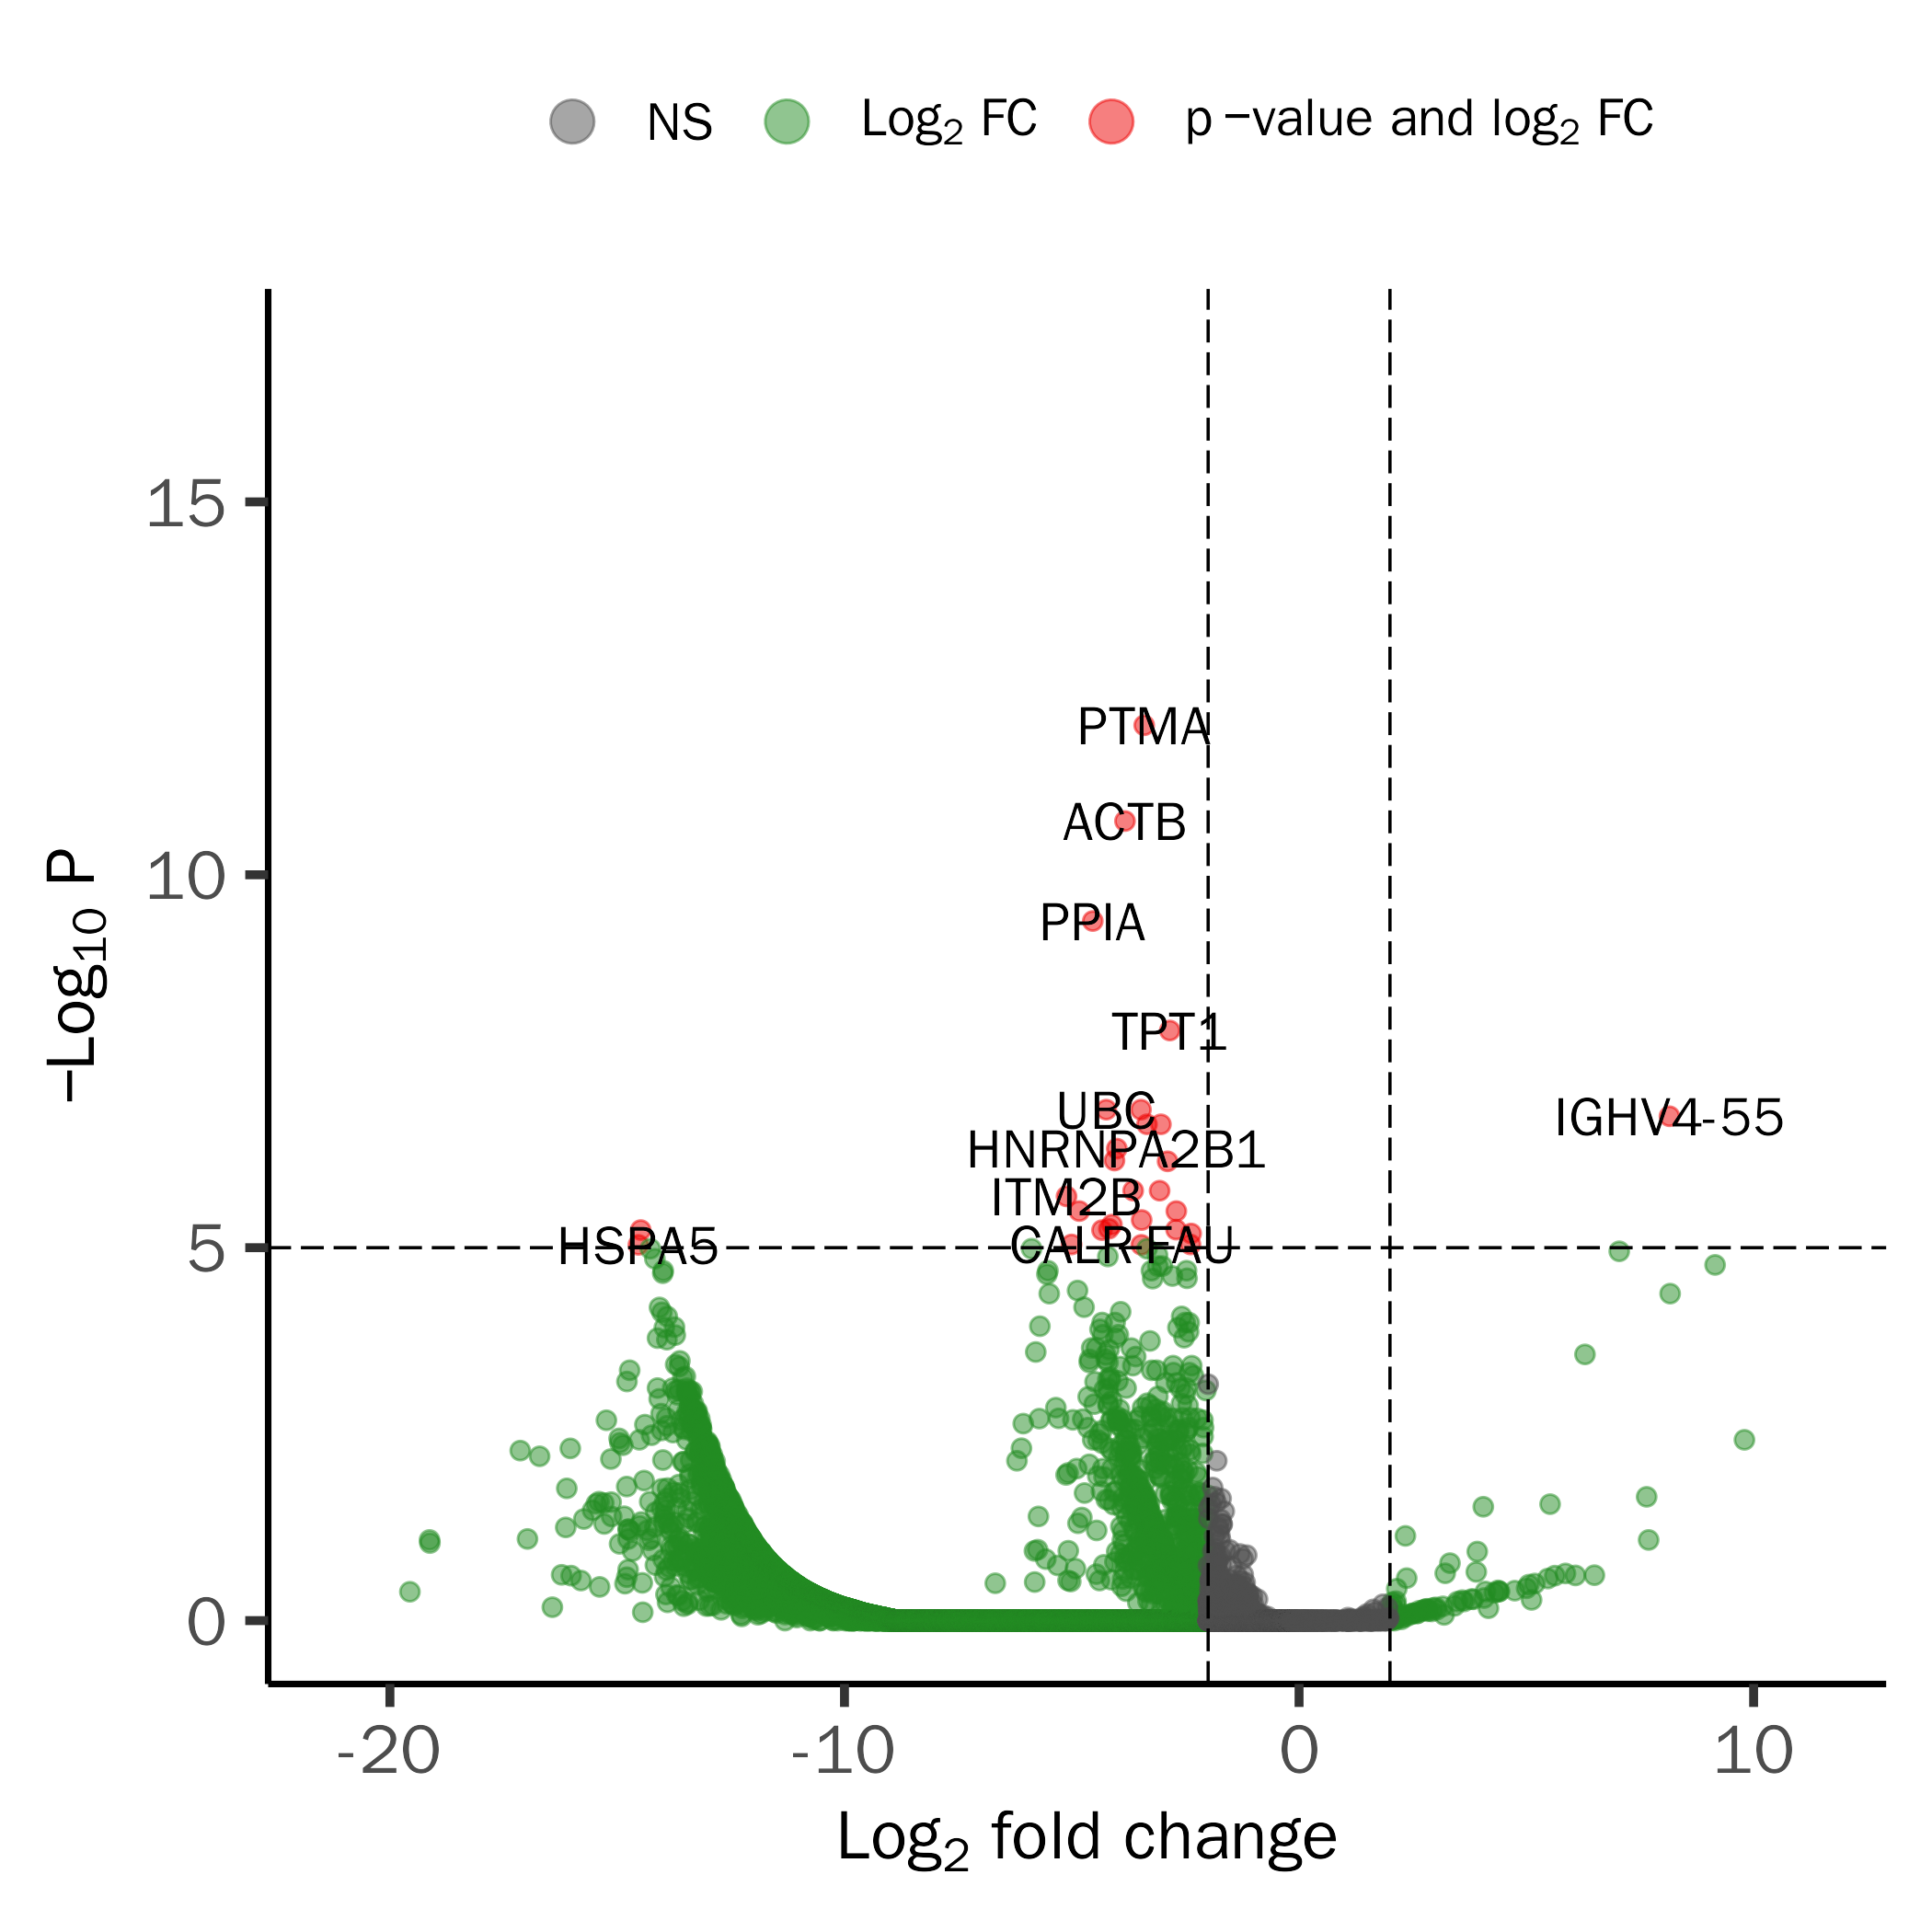 NS Log2 FC p −value and log2 FC
−Log10 P
15
10
5
0
PTMA
ACTB
PPIA
TPT1
UBC
IGHV4-55
HNRNPA2B1
ITM2B
HSPA5
CALR FAU
-20 -10 0 10
Log2 fold change